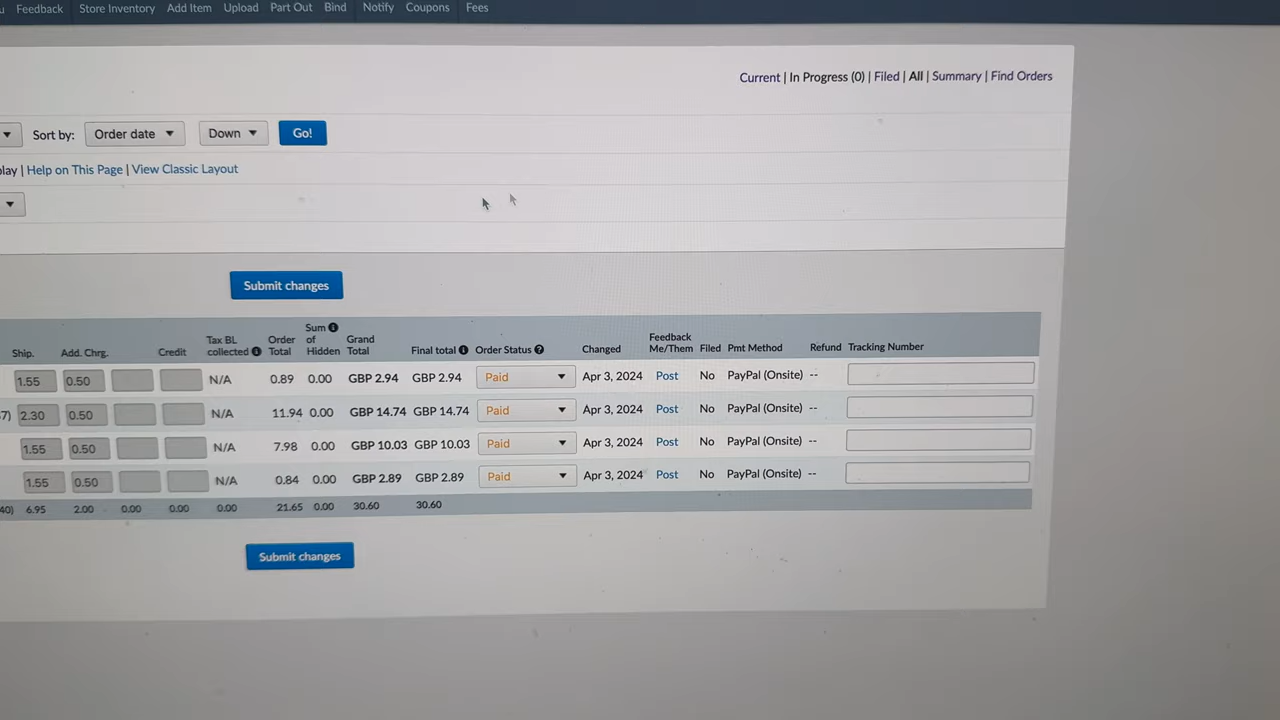 Feedback Store Inventory Add Item Upload Part Out Bind Notify Coupons Fees
Current | In Progress (0) | Filed | All | Summary | Find Orders
Sort by: Order date Down Go!
| Help on This Page | View Classic Layout
Submit changes
Ship. Add. Chrg. Credit Tax BL collected Order Total Sum of Hidden Grand Total Final total Order Status Changed Feedback Me/Them Filed Pmt Method Refund Tracking Number
1.55 0.50 N/A 0.89 0.00 GBP 2.94 GBP 2.94 Paid Apr 3, 2024 Post No PayPal (Onsite) --
7) 2.30 0.50 N/A 11.94 0.00 GBP 14.74 GBP 14.74 Paid Apr 3, 2024 Post No PayPal (Onsite) --
1.55 0.50 N/A 7.98 0.00 GBP 10.03 GBP 10.03 Paid Apr 3, 2024 Post No PayPal (Onsite) --
1.55 0.50 N/A 0.84 0.00 GBP 2.89 GBP 2.89 Paid Apr 3, 2024 Post No PayPal (Onsite) --
40) 6.95 2.00 0.00 0.00 0.00 21.65 0.00 30.60 30.60
Submit changes